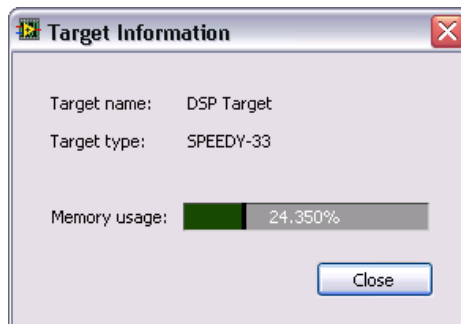 Target Information
Target name: DSP Target
Target type: SPEEDY-33
Memory usage: 24.350%
Close